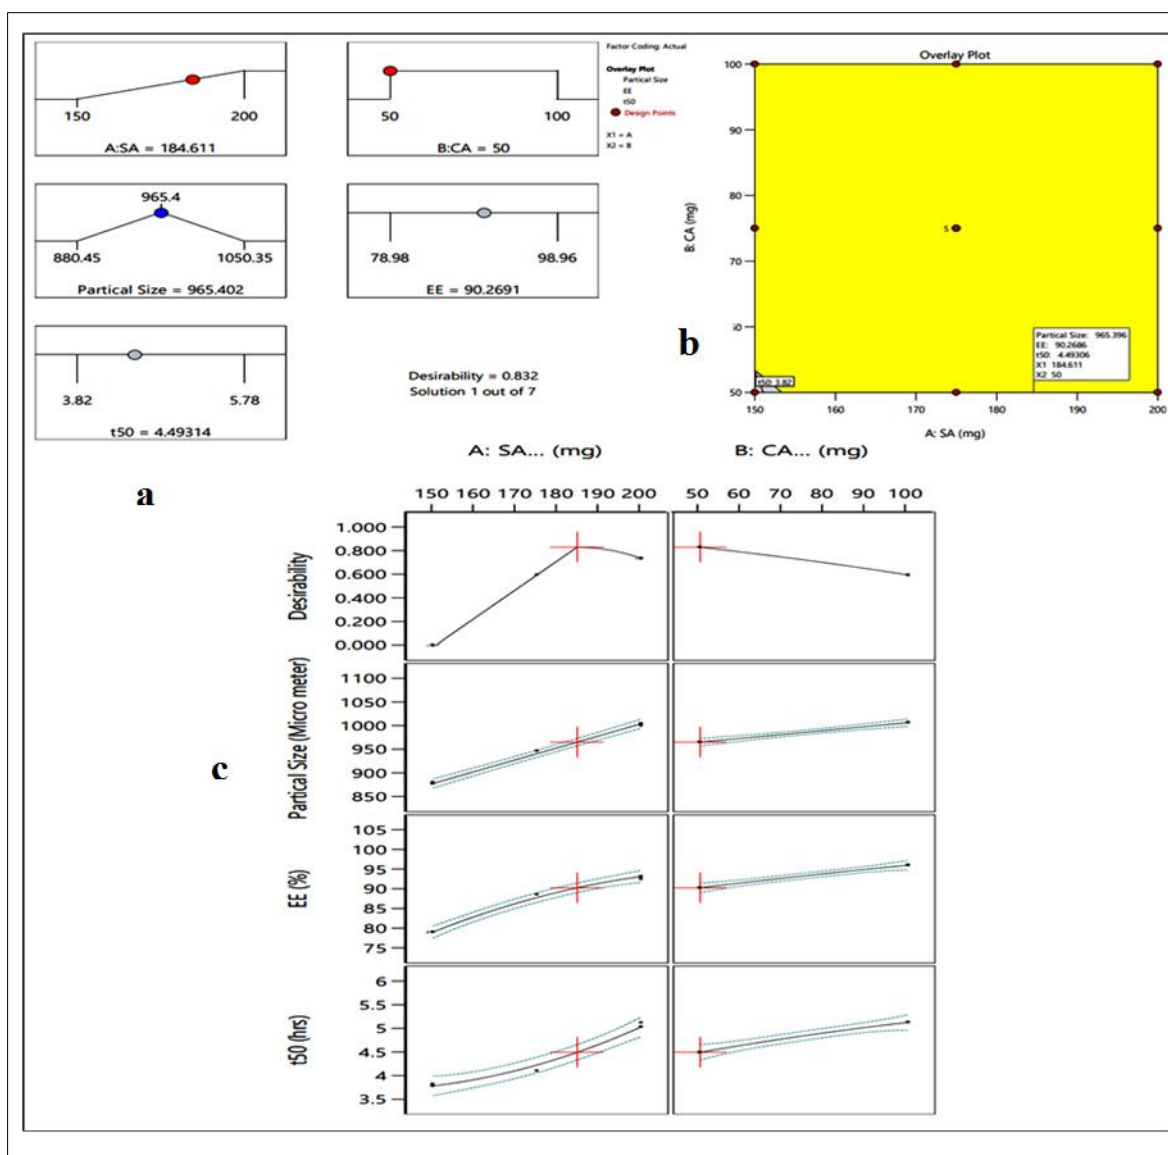 150
200
A:SA = 184.611
50
100
B:CA = 50
965.4
880.45
1050.35
Partical Size = 965.402
78.98
98.96
EE = 90.2691
3.82
5.78
t50 = 4.49314
Desirability = 0.832
Solution 1 out of 7
a
Factor Coding: Actual
Overlay Plot
Partical Size
EE
t50
Design Points
X1 = A
X2 = B
Overlay Plot
B: CA (mg)
100
90
80
70
50
5
t50: 3.82
Partical Size: 965.396
EE: 90.2686
t50: 4.49306
X1 184.611
X2 50
150 160 170 180 190 200
A: SA (mg)
b
A: SA... (mg)
B: CA... (mg)
150 160 170 180 190 200
50 60 70 80 90 100
c
Desirability
1.000
0.800
0.600
0.400
0.200
0.000
Partical Size (Micro meter)
1100
1050
1000
950
900
850
EE (%)
105
100
95
90
85
80
75
t50 (hrs)
6
5.5
5
4.5
4
3.5